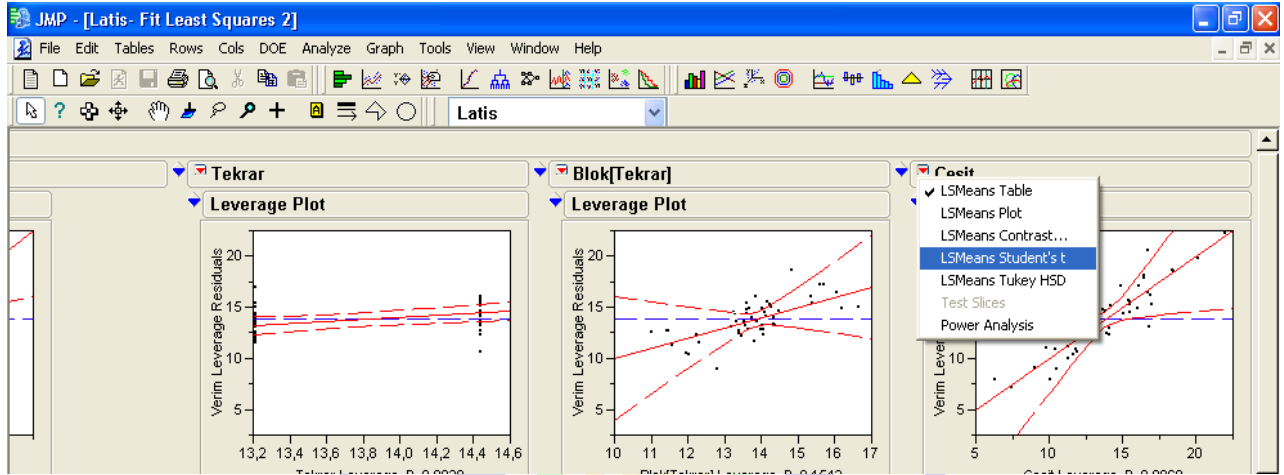 JMP - [Latis- Fit Least Squares 2]
File Edit Tables Rows Cols DOE Analyze Graph Tools View Window Help
Latis
Tekrar
Leverage Plot
Verim Leverage Residuals
20
15
10
5
13,2 13,4 13,6 13,8 14,0 14,2 14,4 14,6
Blok[Tekrar]
Leverage Plot
Verim Leverage Residuals
20
15
10
5
10 11 12 13 14 15 16 17
Cesit
LSMeans Table
LSMeans Plot
LSMeans Contrast...
LSMeans Student's t
LSMeans Tukey HSD
Test Slices
Power Analysis
Verim Lever
10
5
5 10 15 20